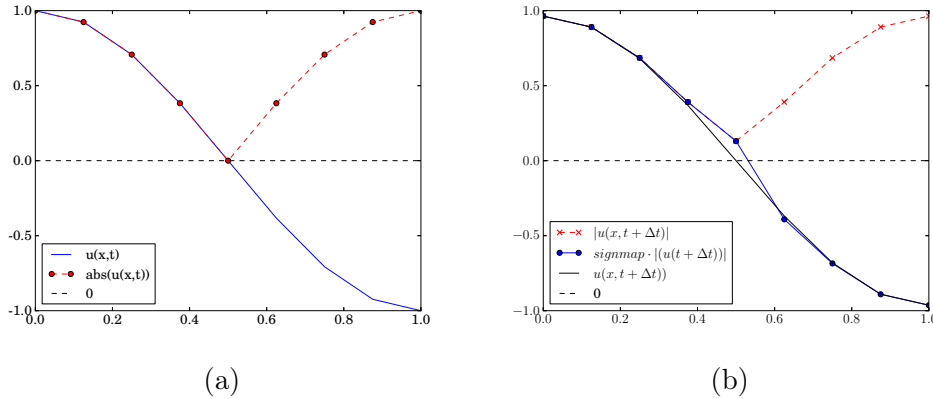 1.0
0.5
0.0
-0.5
-1.0
0.0 0.2 0.4 0.6 0.8 1.0
u(x,t)
abs(u(x,t))
0
(a)
1.0
0.5
0.0
−0.5
−1.0
0.0 0.2 0.4 0.6 0.8 1.0
|u(x, t + Δt)|
signmap · |(u(t + Δt))|
u(x, t + Δt))
0
(b)